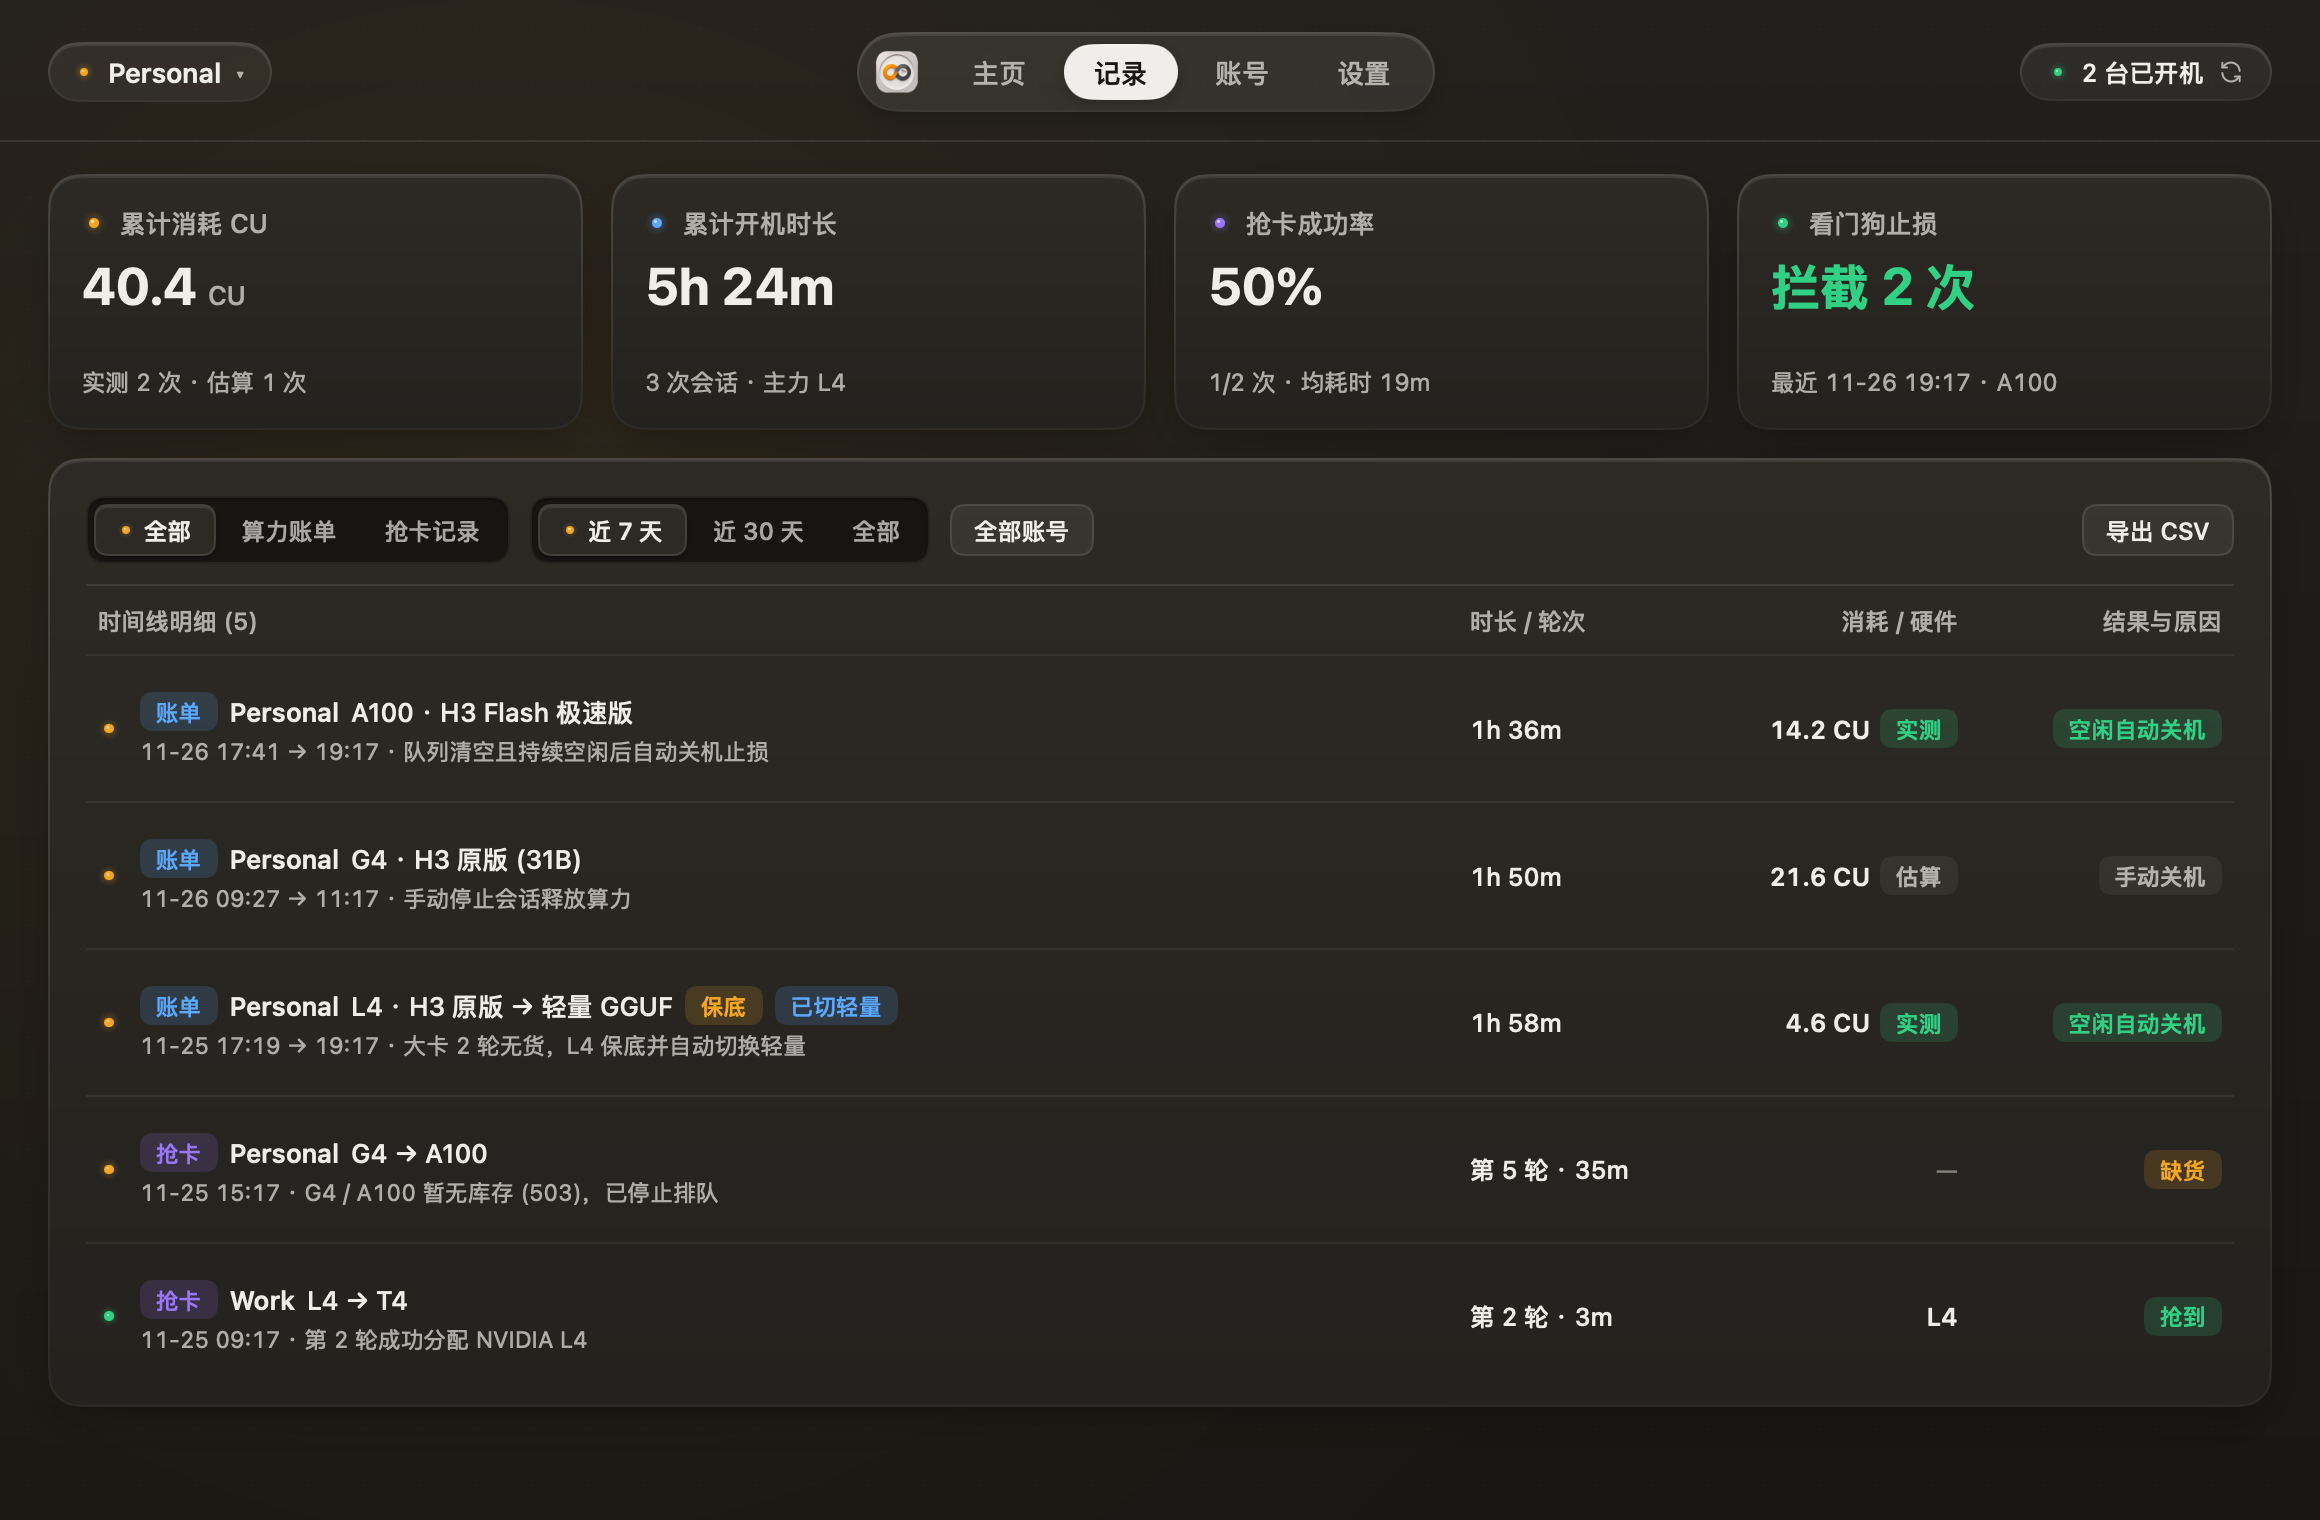 Personal ▾
主页 记录 账号 设置
2 台已开机
累计消耗 CU
40.4 CU
实测 2 次 · 估算 1 次
累计开机时长
5h 24m
3 次会话 · 主力 L4
抢卡成功率
50%
1/2 次 · 均耗时 19m
看门狗止损
拦截 2 次
最近 11-26 19:17 · A100
全部 算力账单 抢卡记录 近 7 天 近 30 天 全部 全部账号 导出 CSV
时间线明细 (5) 时长 / 轮次 消耗 / 硬件 结果与原因
账单 Personal A100 · H3 Flash 极速版
11-26 17:41 → 19:17 · 队列清空且持续空闲后自动关机止损
1h 36m 14.2 CU 实测 空闲自动关机
账单 Personal G4 · H3 原版 (31B)
11-26 09:27 → 11:17 · 手动停止会话释放算力
1h 50m 21.6 CU 估算 手动关机
账单 Personal L4 · H3 原版 → 轻量 GGUF 保底 已切轻量
11-25 17:19 → 19:17 · 大卡 2 轮无货，L4 保底并自动切换轻量
1h 58m 4.6 CU 实测 空闲自动关机
抢卡 Personal G4 → A100
11-25 15:17 · G4 / A100 暂无库存 (503)，已停止排队
第 5 轮 · 35m — 缺货
抢卡 Work L4 → T4
11-25 09:17 · 第 2 轮成功分配 NVIDIA L4
第 2 轮 · 3m L4 抢到